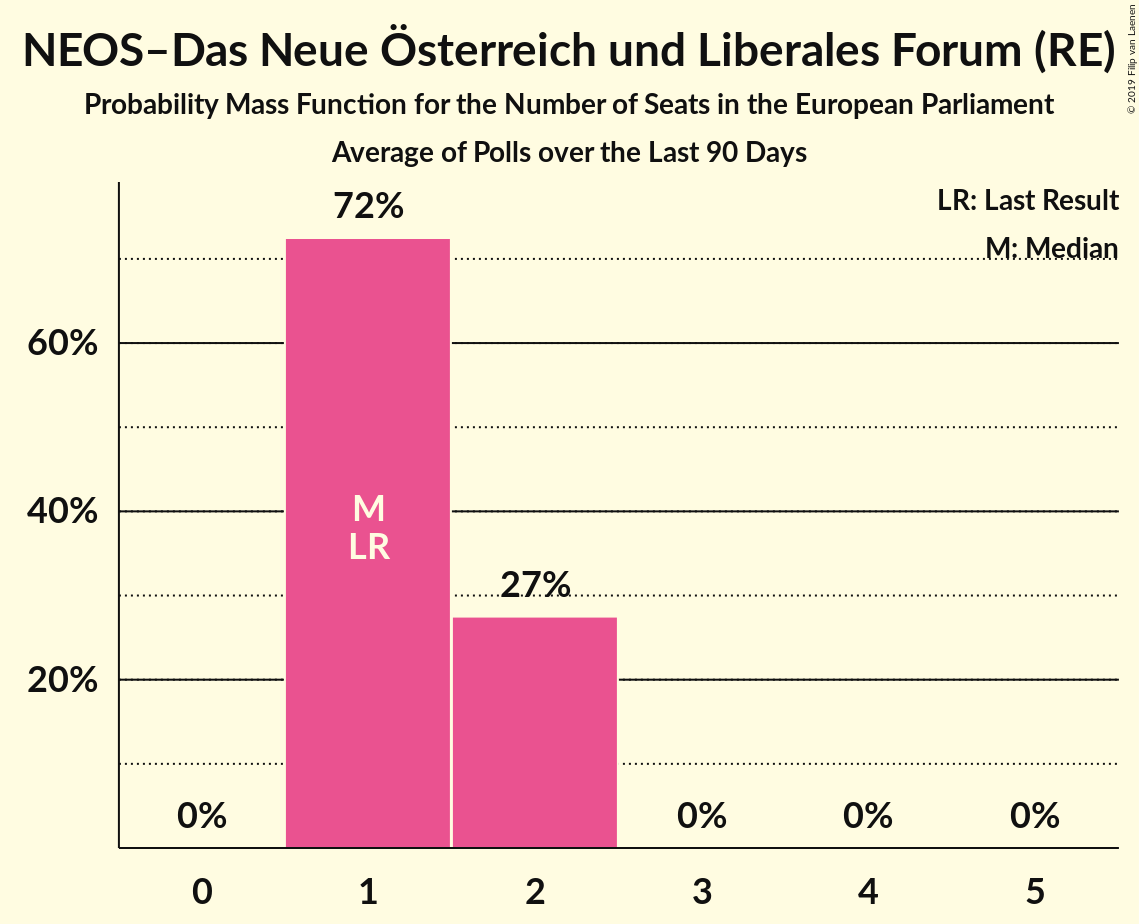 NEOS–Das Neue Österreich und Liberales Forum (RE)
Probability Mass Function for the Number of Seats in the European Parliament
Average of Polls over the Last 90 Days
© 2019 Filip van Laenen
LR: Last Result
M: Median
72%
60%
40%
20%
M
LR
27%
0%
0%
0%
0%
0 1 2 3 4 5